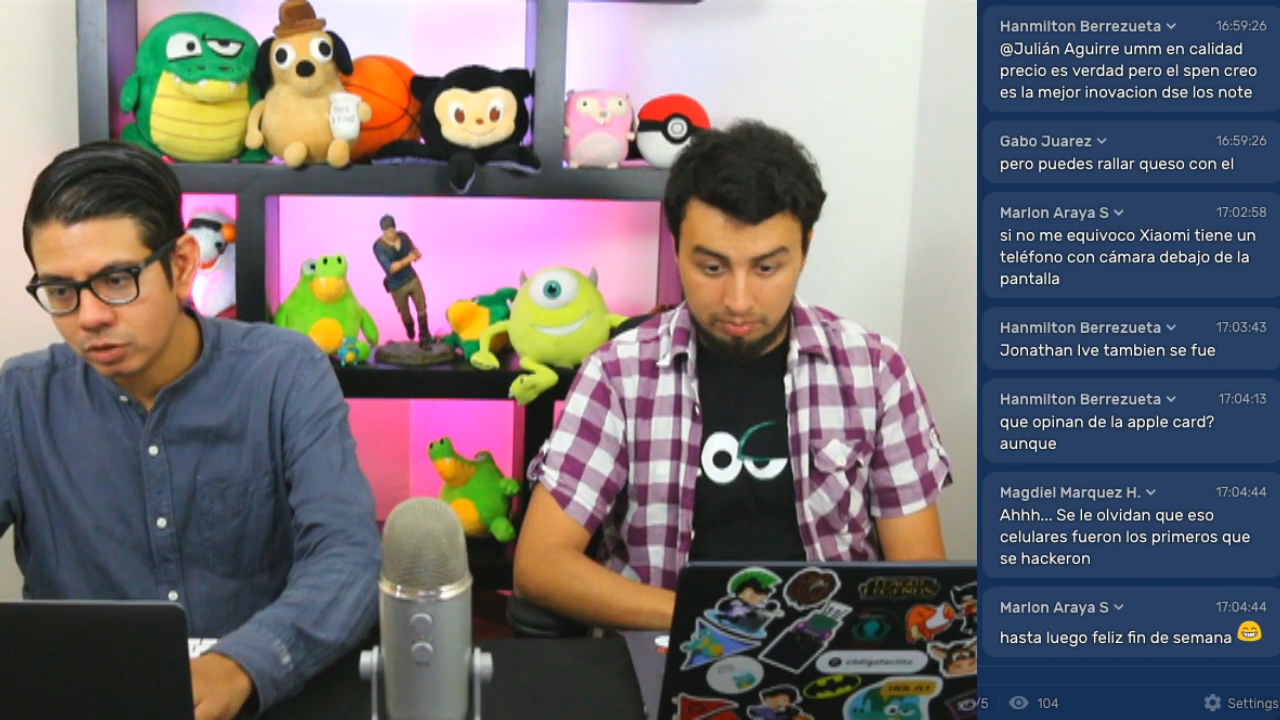 Hanmilton Berrezueta 16:59:26
@Julián Aguirre umm en calidad
precio es verdad pero el spen creo
es la mejor inovacion dse los note
Gabo Juarez 16:59:26
pero puedes rallar queso con el
Marlon Araya S 17:02:58
si no me equivoco Xiaomi tiene un
teléfono con cámara debajo de la
pantalla
Hanmilton Berrezueta 17:03:43
Jonathan Ive tambien se fue
Hanmilton Berrezueta 17:04:13
que opinan de la apple card?
aunque
Magdiel Marquez H. 17:04:44
Ahhh... Se le olvidan que eso
celulares fueron los primeros que
se hackeron
Marlon Araya S 17:04:44
hasta luego feliz fin de semana 😁
/5 104 Settings
LEAGUE
LEGENDS
códigofacilito